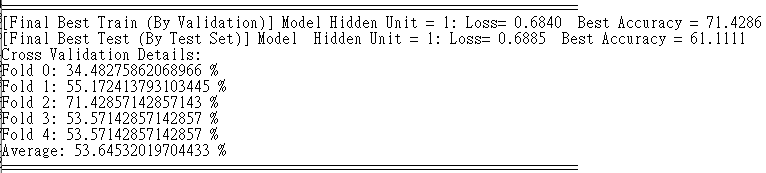 [Final Best Train (By Validation)] Model Hidden Unit = 1: Loss= 0.6840  Best Accuracy = 71.4286
[Final Best Test (By Test Set)] Model  Hidden Unit = 1: Loss= 0.6885  Best Accuracy = 61.1111
Cross Validation Details:
Fold 0: 34.48275862068966 %
Fold 1: 55.172413793103445 %
Fold 2: 71.42857142857143 %
Fold 3: 53.57142857142857 %
Fold 4: 53.57142857142857 %
Average: 53.64532019704433 %